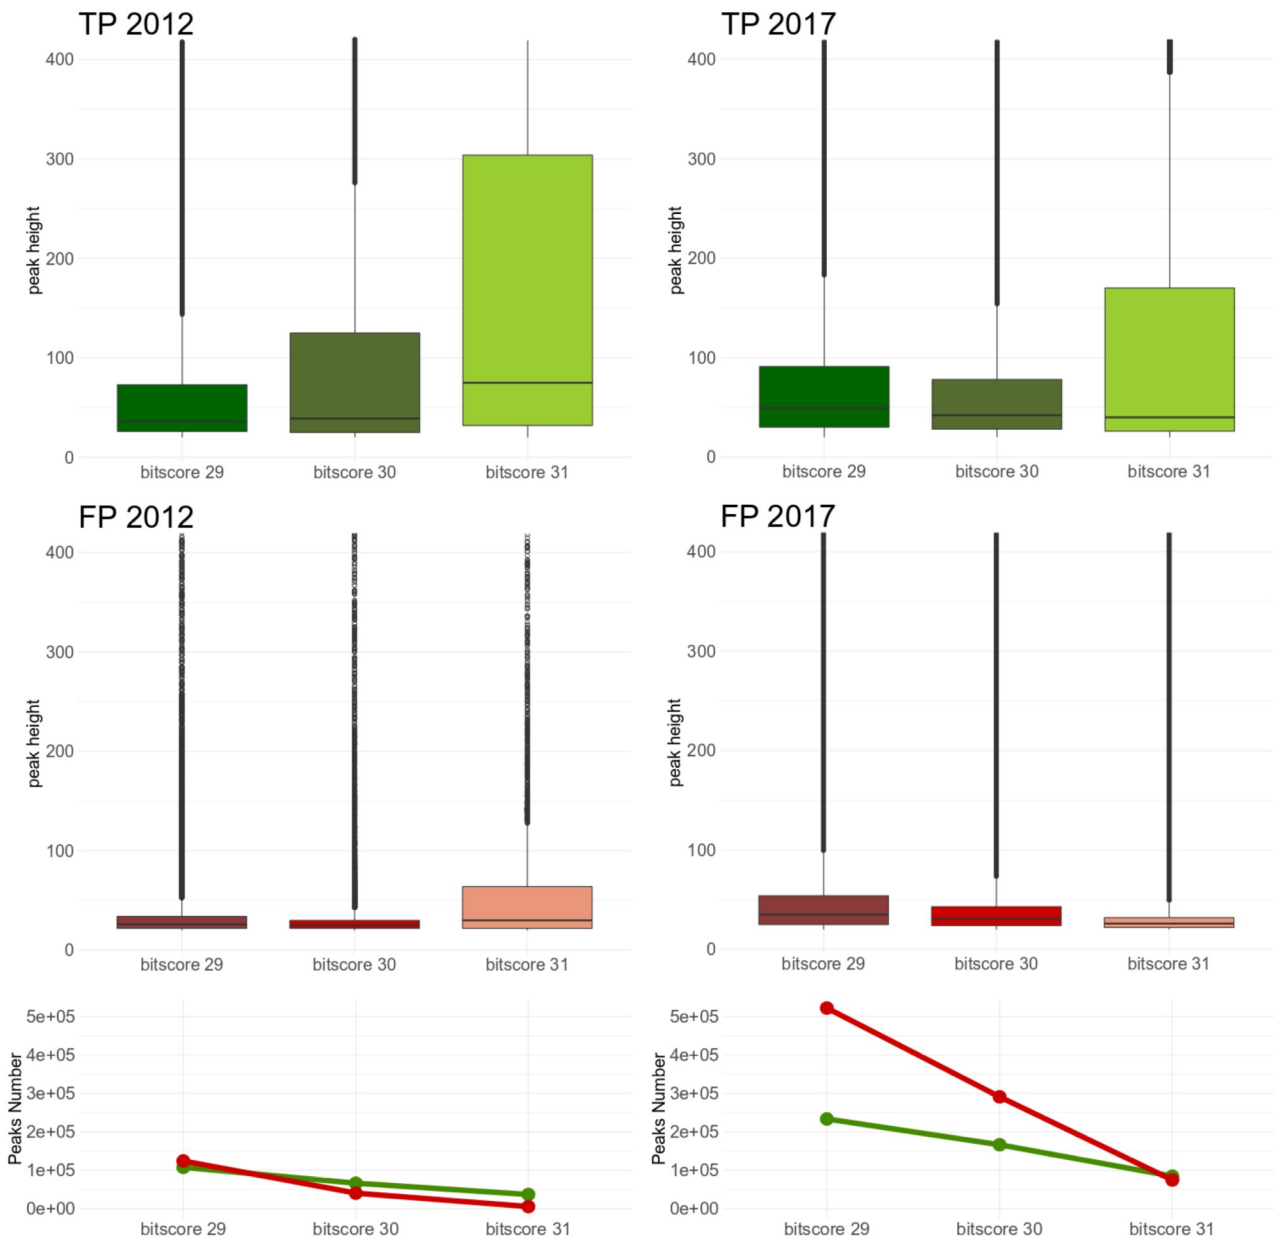 TP 2012
TP 2017
400
300
200
100
0
peak height
bitscore 29
bitscore 30
bitscore 31
400
300
200
100
0
peak height
bitscore 29
bitscore 30
bitscore 31
FP 2012
FP 2017
400
300
200
100
0
peak height
bitscore 29
bitscore 30
bitscore 31
400
300
200
100
0
peak height
bitscore 29
bitscore 30
bitscore 31
5e+05
4e+05
3e+05
2e+05
1e+05
0e+00
Peaks Number
bitscore 29
bitscore 30
bitscore 31
5e+05
4e+05
3e+05
2e+05
1e+05
0e+00
Peaks Number
bitscore 29
bitscore 30
bitscore 31